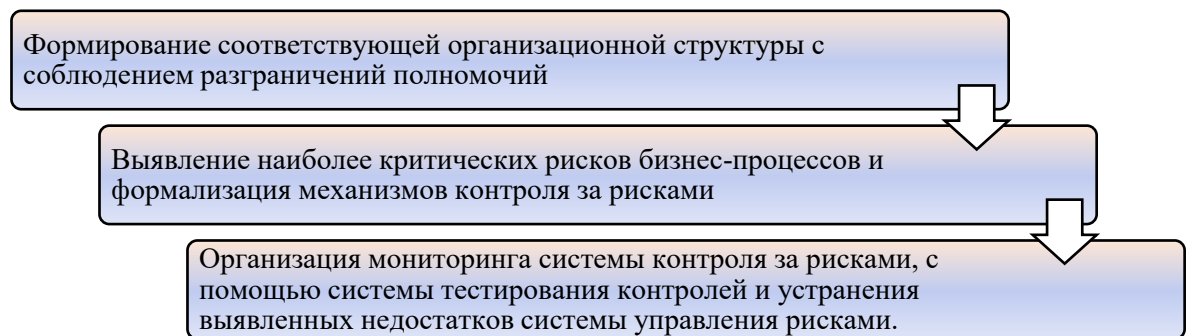 Формирование соответствующей организационной структуры с
соблюдением разграничений полномочий
Выявление наиболее критических рисков бизнес-процессов и
формализация механизмов контроля за рисками
Организация мониторинга системы контроля за рисками, с
помощью системы тестирования контролей и устранения
выявленных недостатков системы управления рисками.